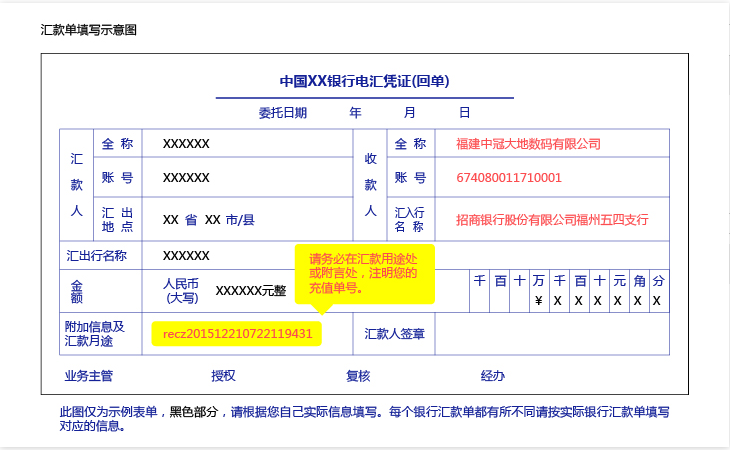 汇款单填写示意图
中国XX银行电汇凭证(回单)
委托日期 年 月 日
汇款人 全 称 XXXXXX 收款人 全 称 福建中冠大地数码有限公司
账 号 XXXXXX 账 号 674080011710001
汇出地点 XX 省 XX 市/县 汇入行名称 招商银行股份有限公司福州五四支行
汇出行名称 XXXXXX
请务必在汇款用途处
或附言处，注明您的
充值单号。
金额 人民币(大写) XXXXXX元整 千 百 十 万 千 百 十 元 角 分
¥ X X X X X X
附加信息及
汇款月途 recz201512210722119431 汇款人签章
业务主管 授权 复核 经办
此图仅为示例表单，黑色部分，请根据您自己实际信息填写。每个银行汇款单都有所不同请按实际银行汇款单填写
对应的信息。